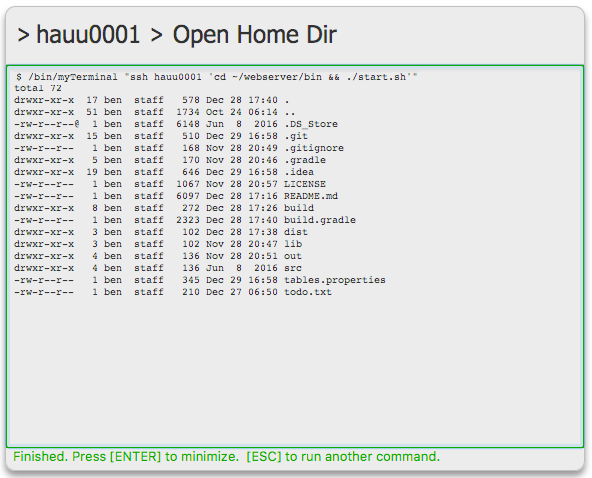 > hauu0001 > Open Home Dir
$ /bin/myTerminal "ssh hauu0001 'cd ~/webserver/bin && ./start.sh'"
total 72
drwxr-xr-x  17 ben  staff   578 Dec 28 17:40 .
drwxr-xr-x  51 ben  staff  1734 Oct 24 06:14 ..
-rw-r--r--@  1 ben  staff  6148 Jun  8  2016 .DS_Store
drwxr-xr-x  15 ben  staff   510 Dec 29 16:58 .git
-rw-r--r--   1 ben  staff   168 Nov 28 20:49 .gitignore
drwxr-xr-x   5 ben  staff   170 Nov 28 20:46 .gradle
drwxr-xr-x  19 ben  staff   646 Dec 29 16:58 .idea
-rw-r--r--   1 ben  staff  1067 Nov 28 20:57 LICENSE
-rw-r--r--   1 ben  staff  6097 Dec 28 17:16 README.md
drwxr-xr-x   8 ben  staff   272 Dec 28 17:26 build
-rw-r--r--   1 ben  staff  2323 Dec 28 17:40 build.gradle
drwxr-xr-x   3 ben  staff   102 Dec 28 17:38 dist
drwxr-xr-x   3 ben  staff   102 Nov 28 20:47 lib
drwxr-xr-x   4 ben  staff   136 Nov 28 20:51 out
drwxr-xr-x   4 ben  staff   136 Jun  8  2016 src
-rw-r--r--   1 ben  staff   345 Dec 29 16:58 tables.properties
-rw-r--r--   1 ben  staff   210 Dec 27 06:50 todo.txt
Finished. Press [ENTER] to minimize.  [ESC] to run another command.